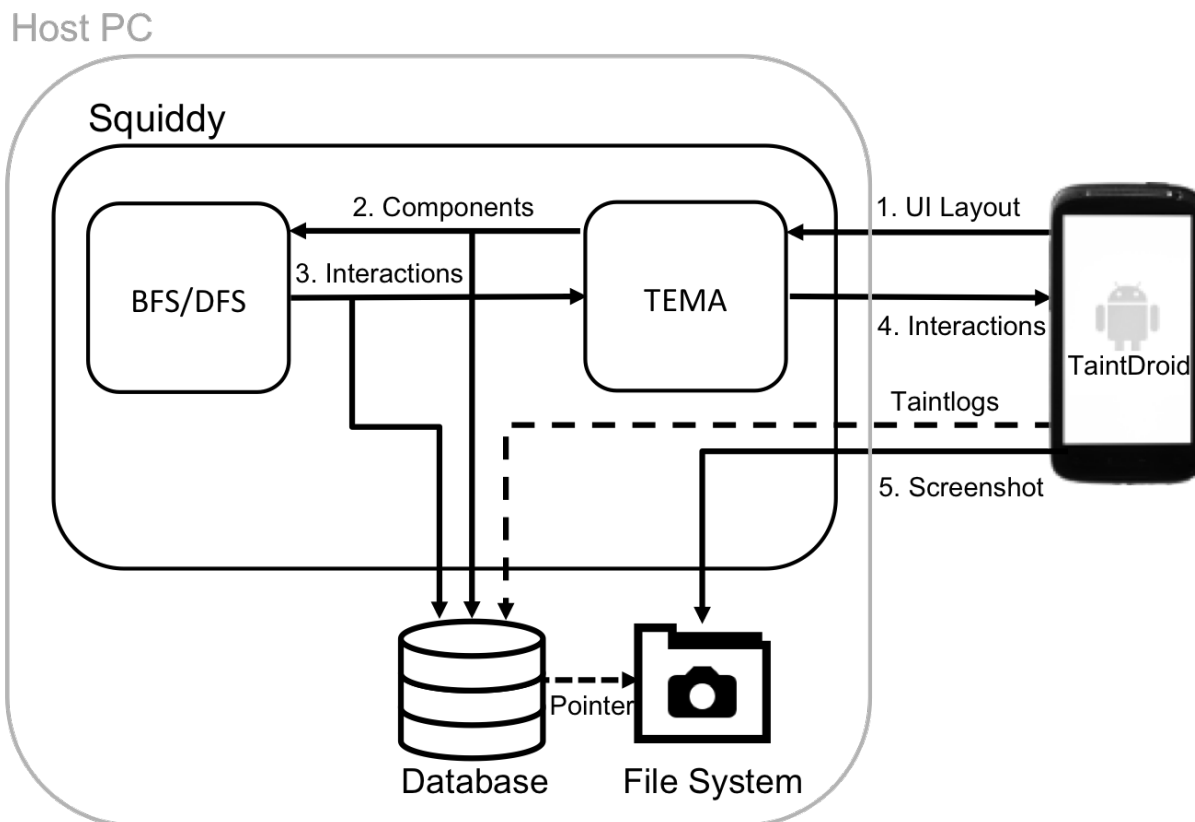 Host PC
Squiddy
2. Components
1. UI Layout
3. Interactions
BFS/DFS
TEMA
4. Interactions
TaintDroid
Taintlogs
5. Screenshot
Pointer
Database
File System